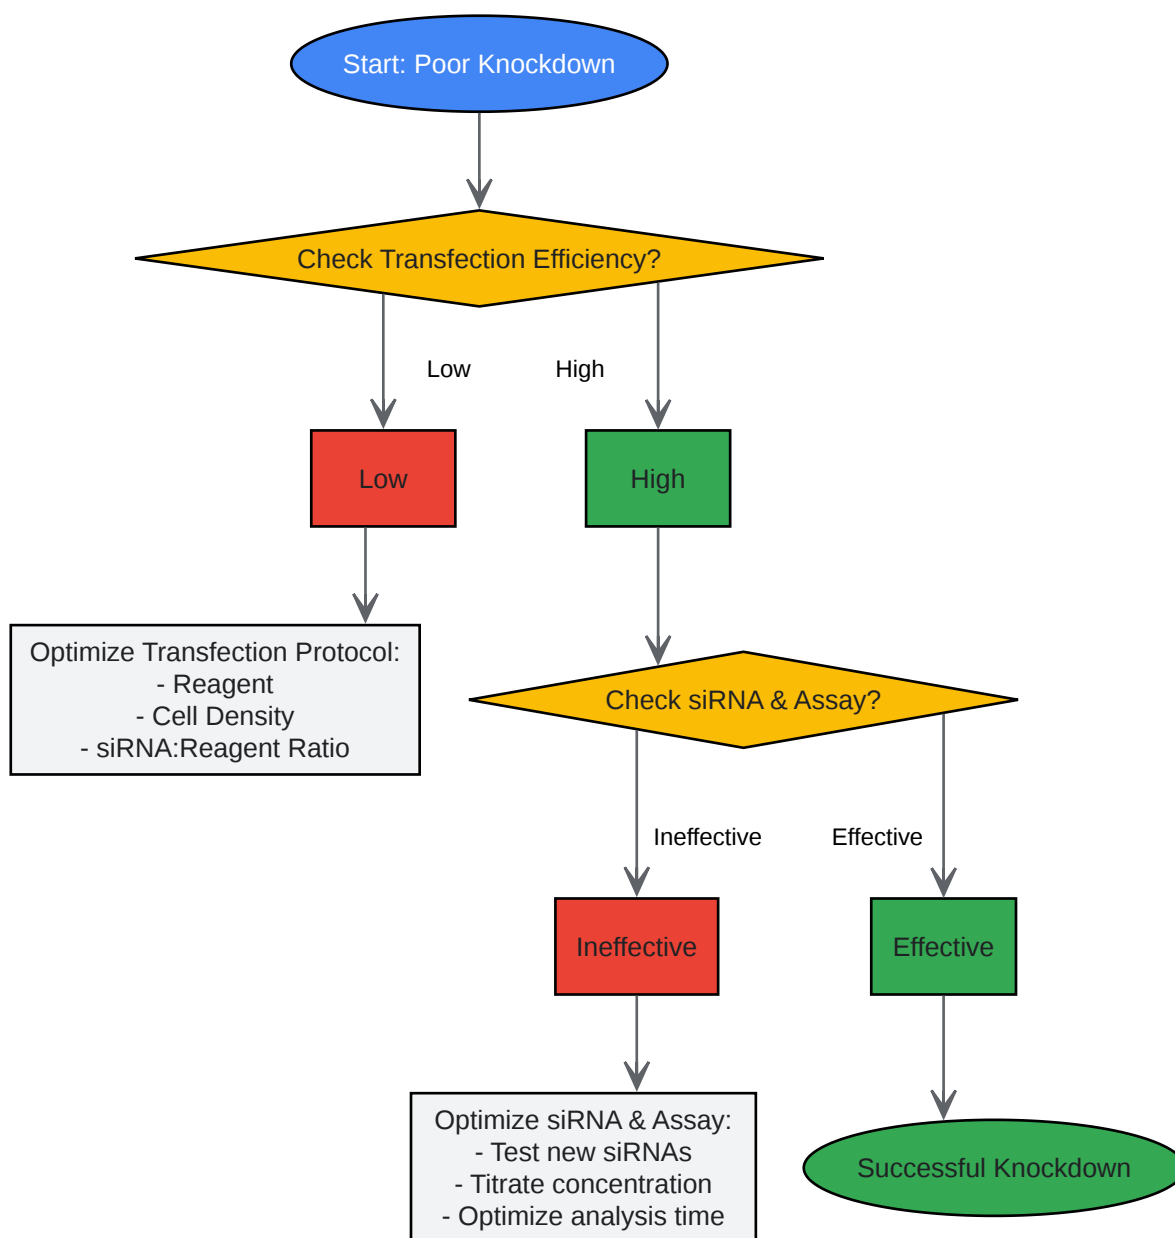 Start: Poor Knockdown
Check Transfection Efficiency?
Low
High
Low
High
Optimize Transfection Protocol:
- Reagent
- Cell Density
- siRNA:Reagent Ratio
Check siRNA & Assay?
Ineffective
Effective
Ineffective
Effective
Optimize siRNA & Assay:
- Test new siRNAs
- Titrate concentration
- Optimize analysis time
Successful Knockdown